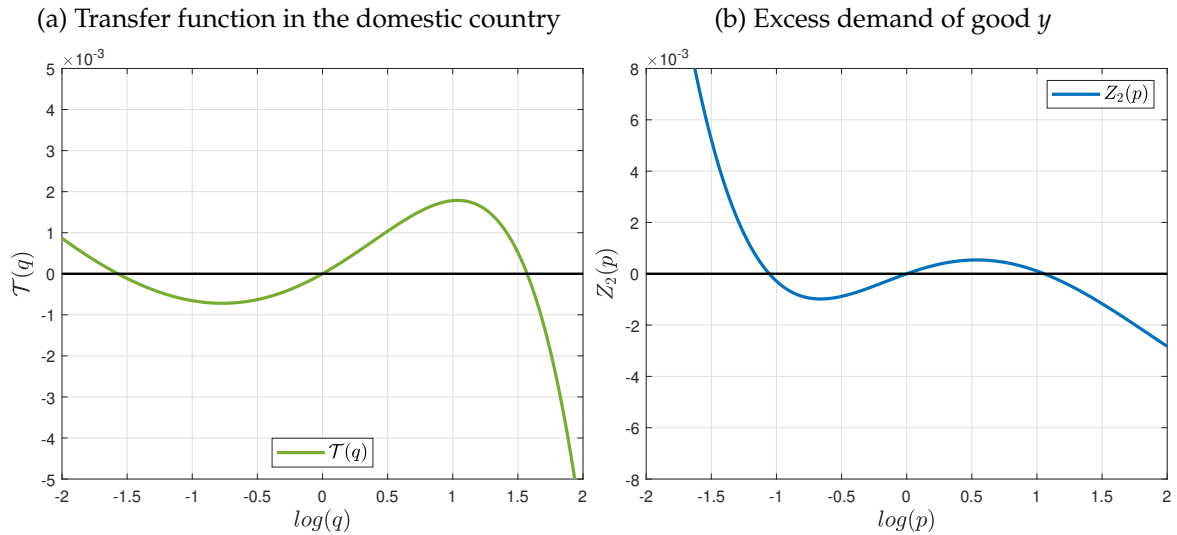 (a) Transfer function in the domestic country
×10⁻³
5
4
3
2
1
0
-1
-2
-3
-4
-5
𝒯(q)
𝒯(q)
-2 -1.5 -1 -0.5 0 0.5 1 1.5 2
log(q)
(b) Excess demand of good y
×10⁻³
8
6
4
2
0
-2
-4
-6
-8
Z₂(p)
Z₂(p)
-2 -1.5 -1 -0.5 0 0.5 1 1.5 2
log(p)